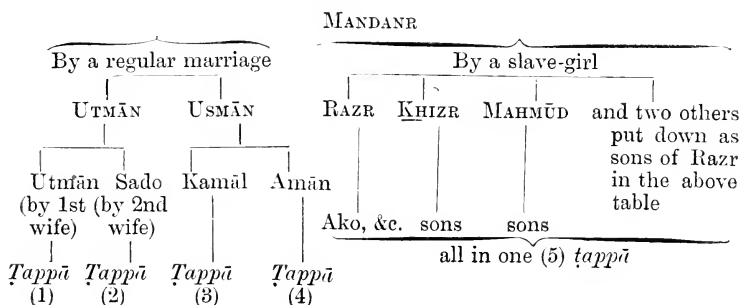 MANDANR
By a regular marriage By a slave-girl
UTMĀN USMĀN RAZR KHIZR MAHMŪD and two others
put down as
sons of Razr
in the above
table
Utmān Sado Kamāl Amān
(by 1st (by 2nd
wife) wife)
Ako, &c. sons sons
all in one (5) ṭappā
Ṭappā Ṭappā Ṭappā Ṭappā
(1) (2) (3) (4)